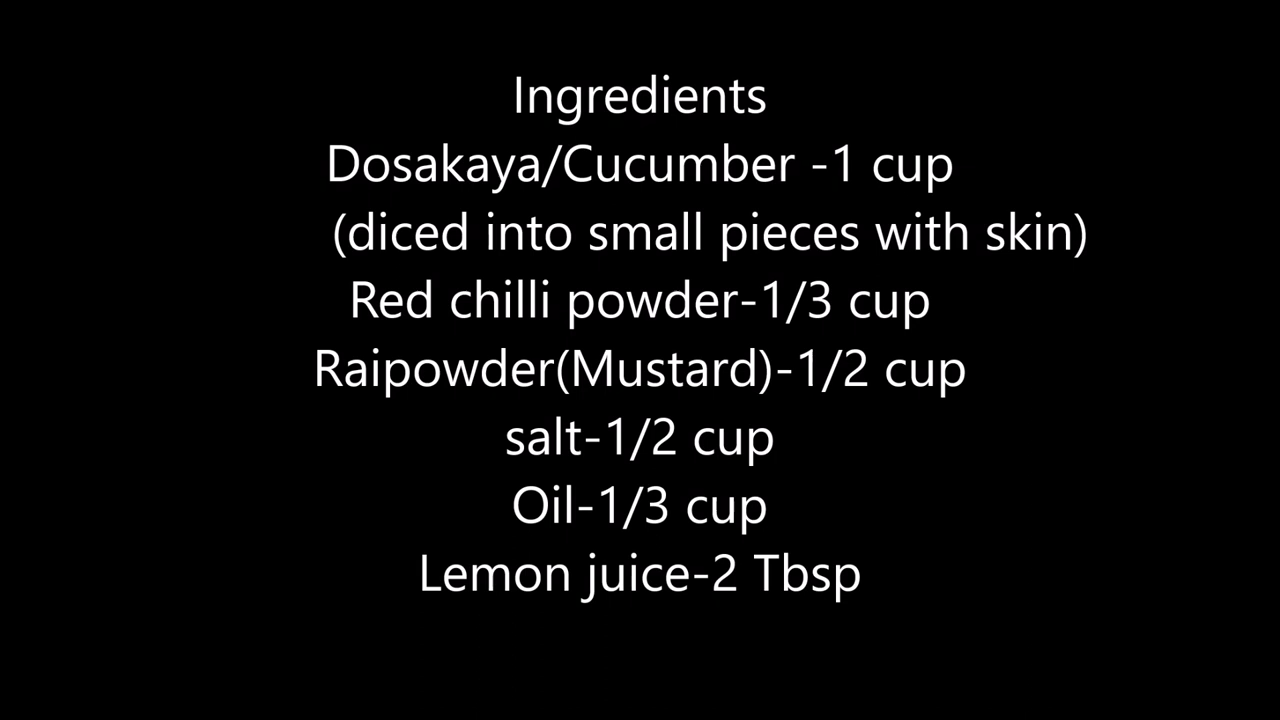 Ingredients
Dosakaya/Cucumber -1 cup
(diced into small pieces with skin)
Red chilli powder-1/3 cup
Raipowder(Mustard)-1/2 cup
salt-1/2 cup
Oil-1/3 cup
Lemon juice-2 Tbsp